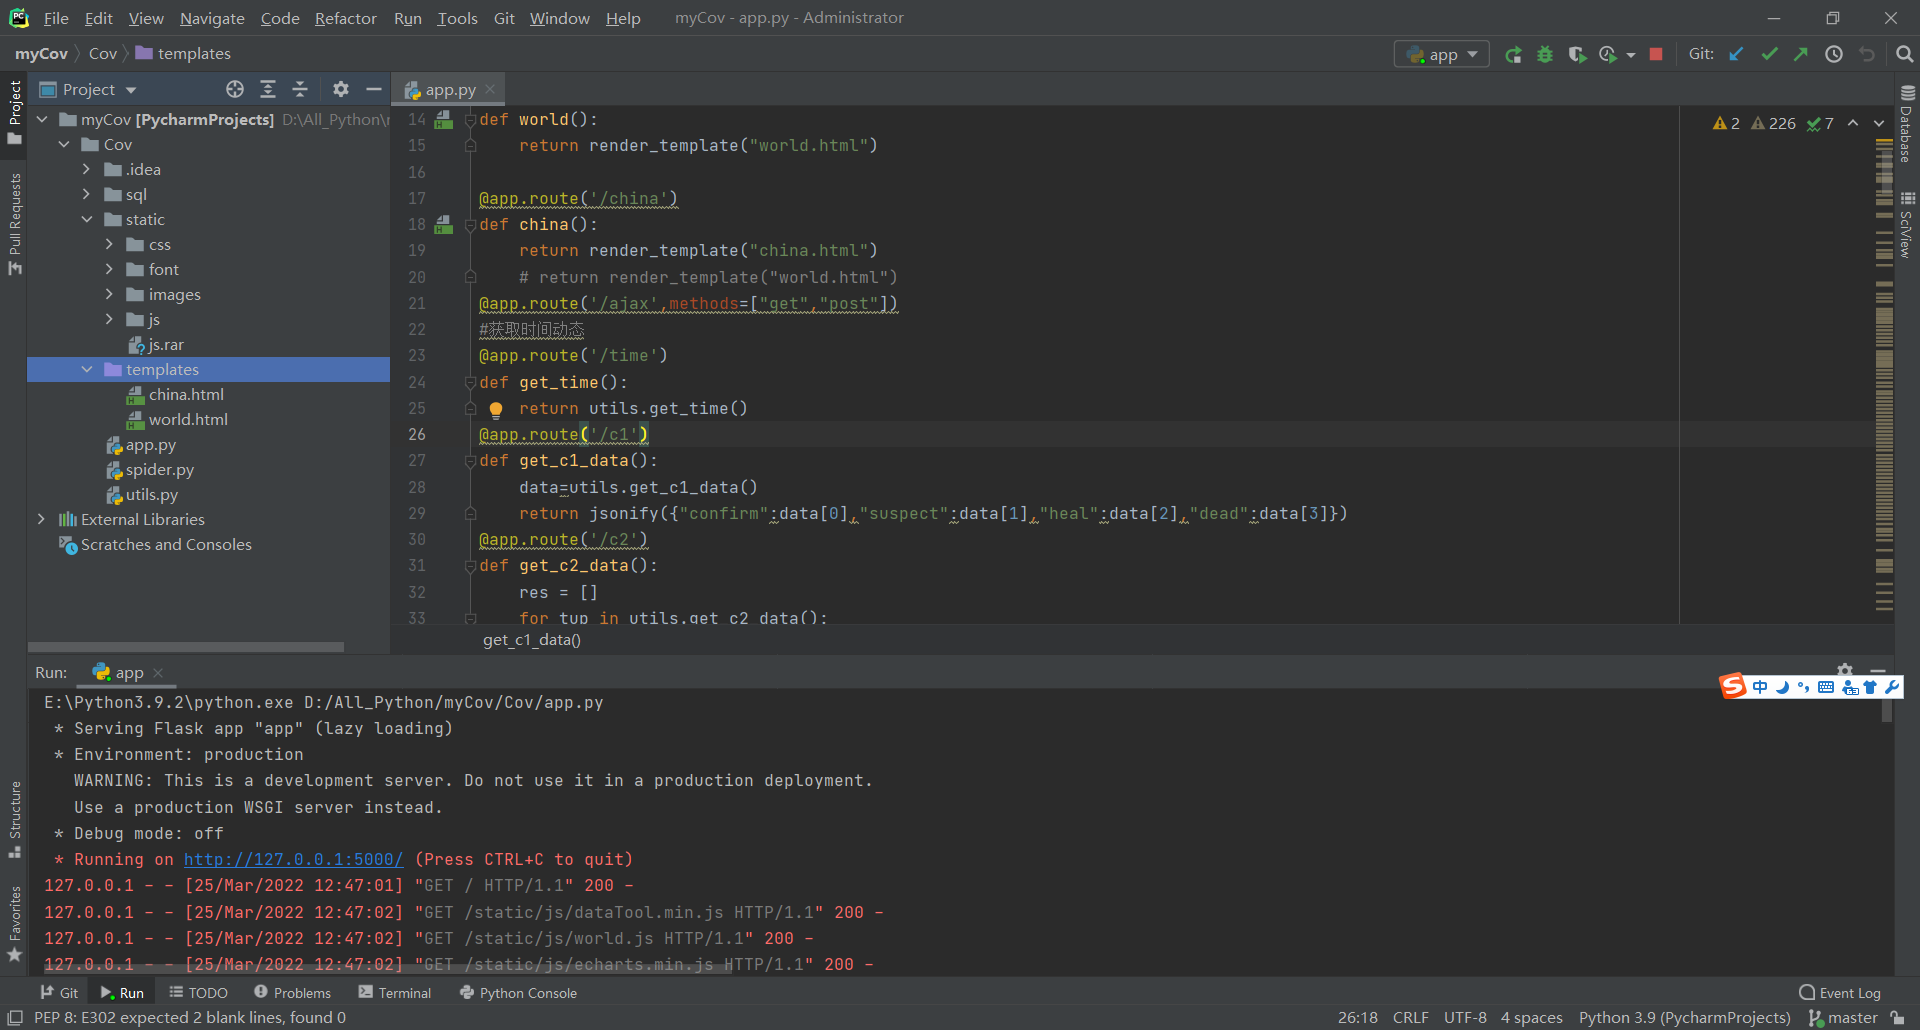 File Edit View Navigate Code Refactor Run Tools Git Window Help myCov - app.py - Administrator
myCov Cov templates app Git:
Project app.py
myCov [PycharmProjects] D:\All_Python\
Cov
.idea
sql
static
css
font
images
js
js.rar
templates
china.html
world.html
app.py
spider.py
utils.py
External Libraries
Scratches and Consoles
Project
Pull Requests
Structure
Favorites
Database
SciView
2 226 7
14 def world():
15 return render_template("world.html")
16
17 @app.route('/china')
18 def china():
19 return render_template("china.html")
20 # return render_template("world.html")
21 @app.route('/ajax',methods=["get","post"])
22 #获取时间动态
23 @app.route('/time')
24 def get_time():
25 return utils.get_time()
26 @app.route('/c1')
27 def get_c1_data():
28 data=utils.get_c1_data()
29 return jsonify({"confirm":data[0],"suspect":data[1],"heal":data[2],"dead":data[3]})
30 @app.route('/c2')
31 def get_c2_data():
32 res = []
33 for tup in utils.get_c2_data():
get_c1_data()
Run: app
中
E:\Python3.9.2\python.exe D:/All_Python/myCov/Cov/app.py
* Serving Flask app "app" (lazy loading)
* Environment: production
WARNING: This is a development server. Do not use it in a production deployment.
Use a production WSGI server instead.
* Debug mode: off
* Running on http://127.0.0.1:5000/ (Press CTRL+C to quit)
127.0.0.1 - - [25/Mar/2022 12:47:01] "GET / HTTP/1.1" 200 -
127.0.0.1 - - [25/Mar/2022 12:47:02] "GET /static/js/dataTool.min.js HTTP/1.1" 200 -
127.0.0.1 - - [25/Mar/2022 12:47:02] "GET /static/js/world.js HTTP/1.1" 200 -
127.0.0.1 - - [25/Mar/2022 12:47:02] "GET /static/js/echarts.min.js HTTP/1.1" 200 -
Git Run TODO Problems Terminal Python Console Event Log
PEP 8: E302 expected 2 blank lines, found 0 26:18 CRLF UTF-8 4 spaces Python 3.9 (PycharmProjects) master